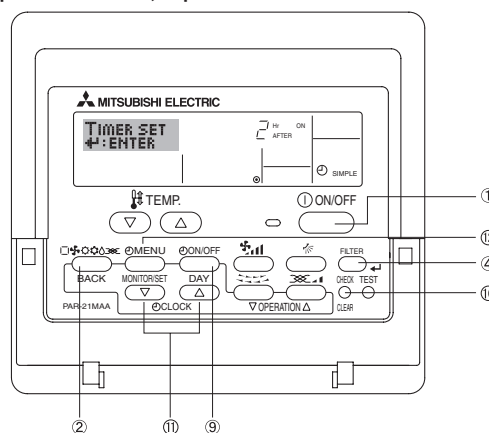 MITSUBISHI ELECTRIC
TIMER SET
:ENTER
2 Hr ON
AFTER
SIMPLE
TEMP.
ON/OFF
①
MENU ON/OFF FILTER
BACK MONITOR/SET DAY CHECK TEST
PAR-21MAA CLOCK ▽ OPERATION △ CLEAR
② ⑪ ⑨